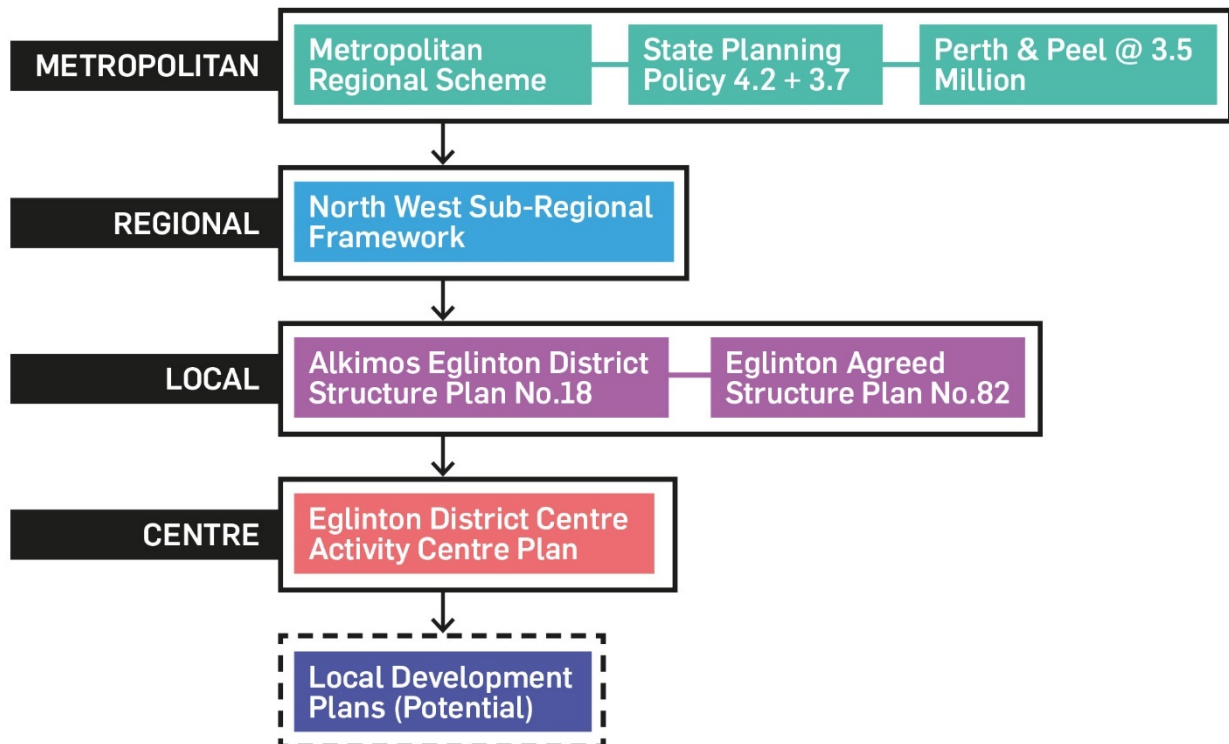 METROPOLITAN
Metropolitan
Regional Scheme
State Planning
Policy 4.2 + 3.7
Perth & Peel @ 3.5
Million
REGIONAL
North West Sub-Regional
Framework
LOCAL
Alkimos Eglinton District
Structure Plan No.18
Eglinton Agreed
Structure Plan No.82
CENTRE
Eglinton District Centre
Activity Centre Plan
Local Development
Plans (Potential)